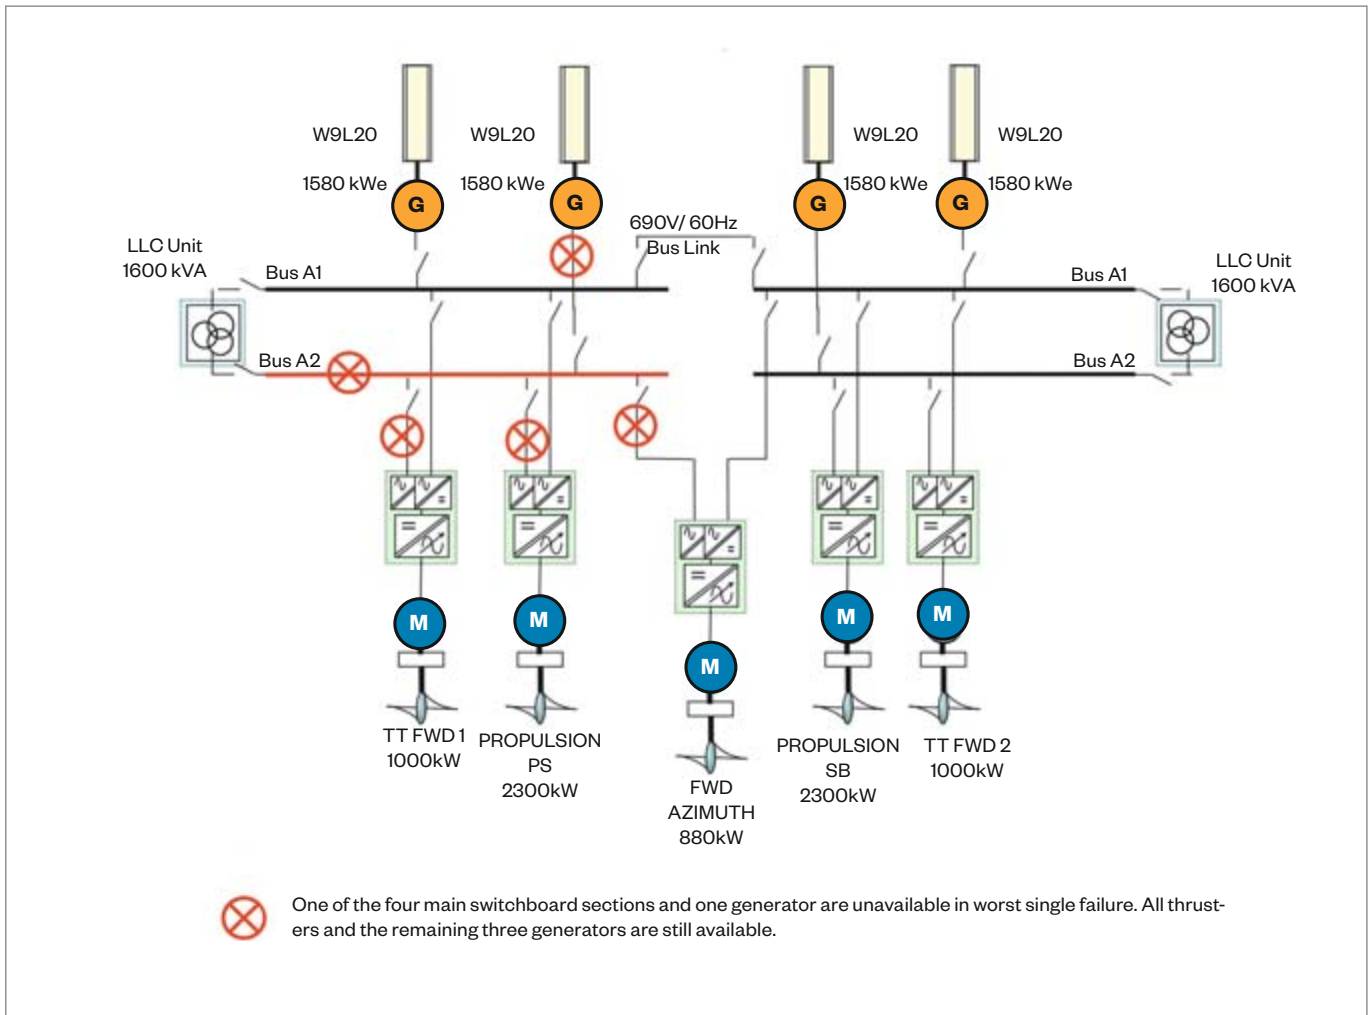 W9L20
W9L20
W9L20
W9L20
1580 kWe
1580 kWe
1580 kWe
1580 kWe
G
G
G
G
690V/ 60Hz
Bus Link
LLC Unit
1600 kVA
LLC Unit
1600 kVA
Bus A1
Bus A1
Bus A2
Bus A2
M
M
M
M
M
TT FWD 1
1000kW
PROPULSION
PS
2300kW
FWD
AZIMUTH
880kW
PROPULSION
SB
2300kW
TT FWD 2
1000kW
One of the four main switchboard sections and one generator are unavailable in worst single failure. All thrust-
ers and the remaining three generators are still available.